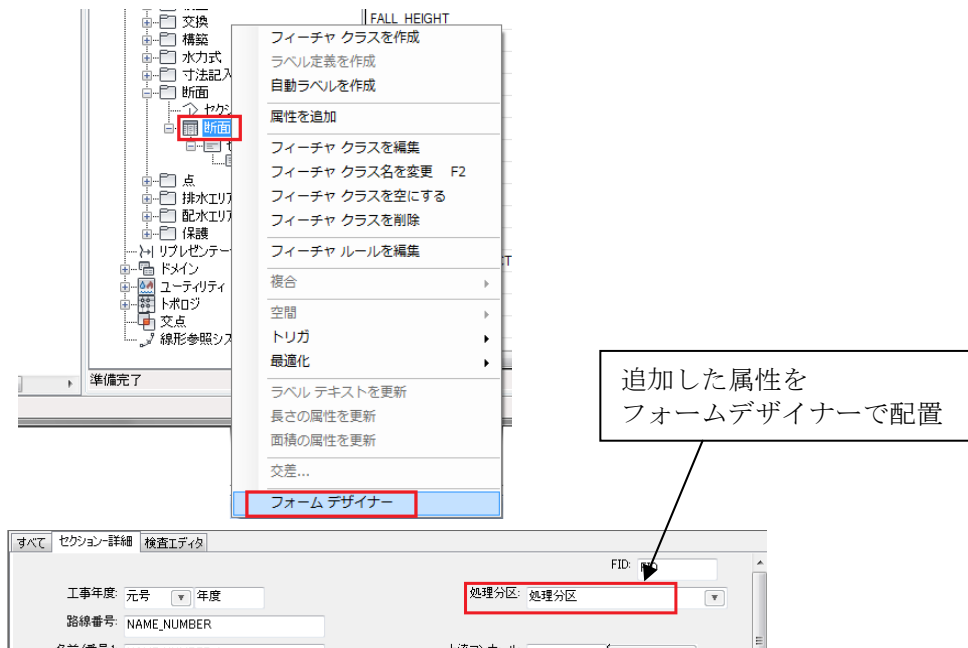 交換
構築
水力式
寸法記入
断面
セクシ
断面
点
排水エリア
配水エリア
保護
リプレゼンテー
ドメイン
ユーティリティ
トポロジ
交点
線形参照シス
FALL_HEIGHT
フィーチャ クラスを作成
ラベル定義を作成
自動ラベルを作成
属性を追加
フィーチャ クラスを編集
フィーチャ クラス名を変更 F2
フィーチャ クラスを空にする
フィーチャ クラスを削除
フィーチャ ルールを編集
複合
空間
トリガ
最適化
ラベル テキストを更新
長さの属性を更新
面積の属性を更新
交差...
フォーム デザイナー
準備完了
追加した属性を
フォームデザイナーで配置
すべて セクション-詳細 検査エディタ
FID: FID
工事年度: 元号 年度
処理分区: 処理分区
路線番号: NAME_NUMBER